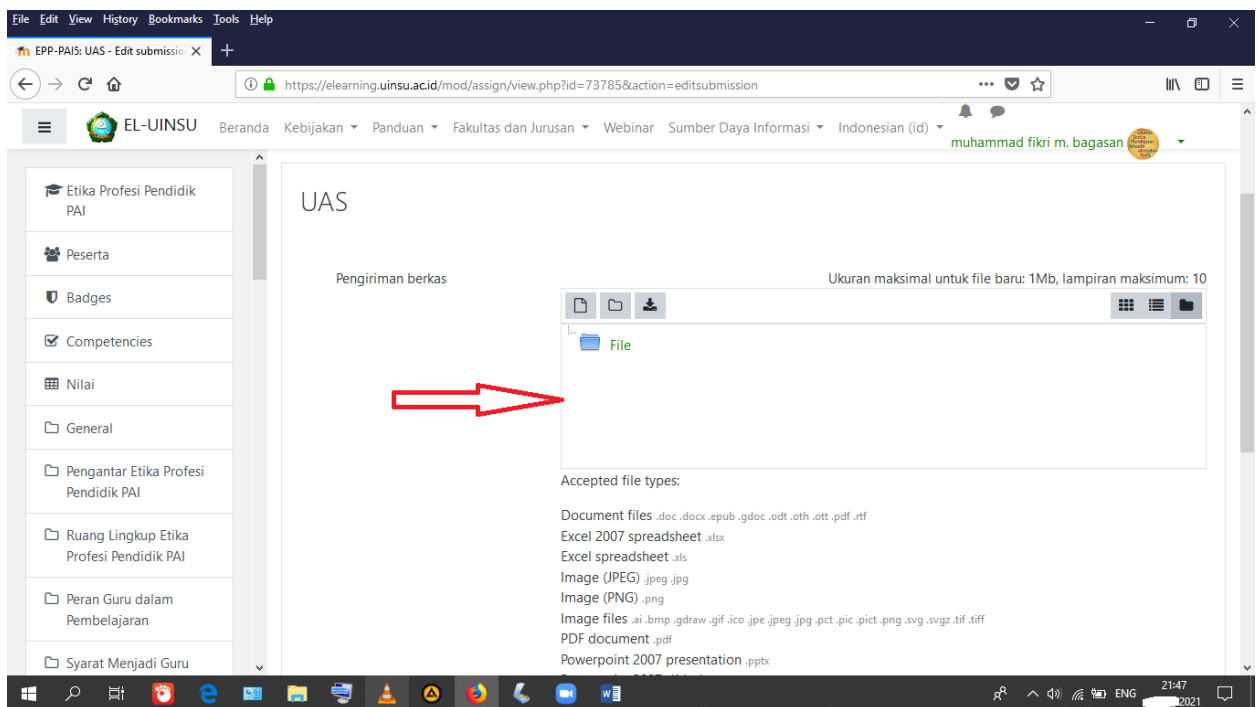 File Edit View History Bookmarks Tools Help
EPP-PAI5: UAS - Edit submissio
https://elearning.uinsu.ac.id/mod/assign/view.php?id=73785&action=editsubmission
EL-UINSU Beranda Kebijakan Panduan Fakultas dan Jurusan Webinar Sumber Daya Informasi Indonesian (id)
muhammad fikri m. bagasan
Etika Profesi Pendidik
PAI
Peserta
Badges
Competencies
Nilai
General
Pengantar Etika Profesi
Pendidik PAI
Ruang Lingkup Etika
Profesi Pendidik PAI
Peran Guru dalam
Pembelajaran
Syarat Menjadi Guru
UAS
Pengiriman berkas
Ukuran maksimal untuk file baru: 1Mb, lampiran maksimum: 10
File
Accepted file types:
Document files .doc .docx .epub .gdoc .odt .oth .ott .pdf .rtf
Excel 2007 spreadsheet .xlsx
Excel spreadsheet .xls
Image (JPEG) .jpeg .jpg
Image (PNG) .png
Image files .ai .bmp .gdraw .gif .ico .jpe .jpeg .jpg .pct .pic .pict .png .svg .svgz .tif .tiff
PDF document .pdf
Powerpoint 2007 presentation .pptx
ENG
21:47
2021